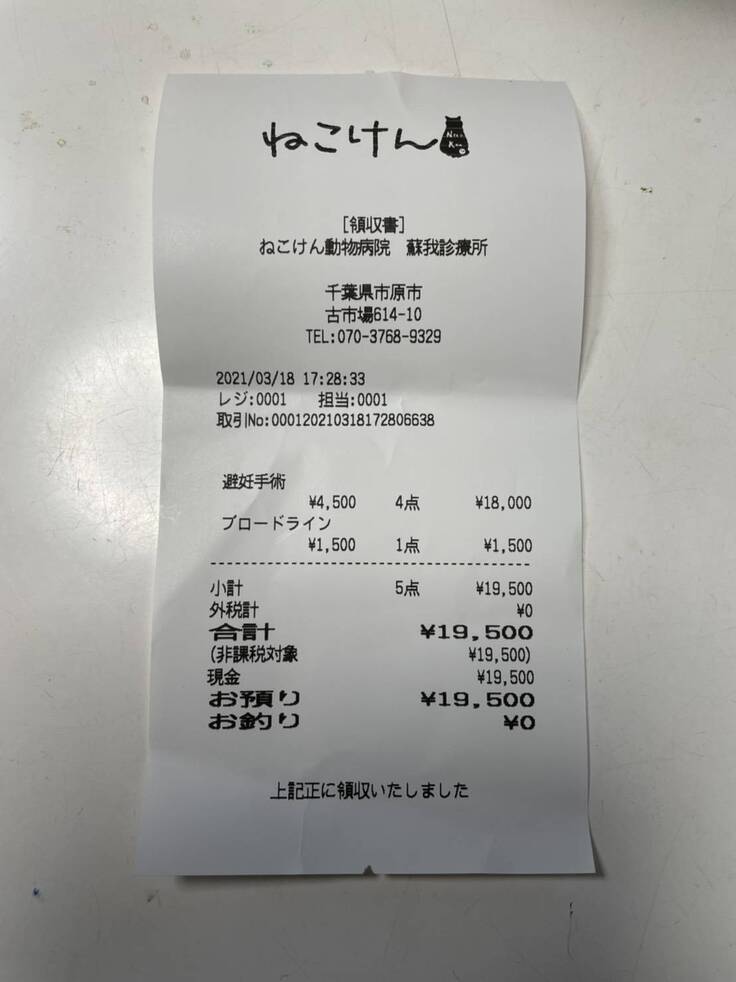 ねこけん
[領収書]
ねこけん動物病院　蘇我診療所
千葉県市原市
古市場614-10
TEL:070-3768-9329
2021/03/18 17:28:33
レジ:0001　担当:0001
取引No:000120210318172806638
避妊手術
¥4,500　4点　¥18,000
ブロードライン
¥1,500　1点　¥1,500
小計　5点　¥19,500
外税計　¥0
合計　¥19,500
(非課税対象　¥19,500)
現金　¥19,500
お預り　¥19,500
お釣り　¥0
上記正に領収いたしました